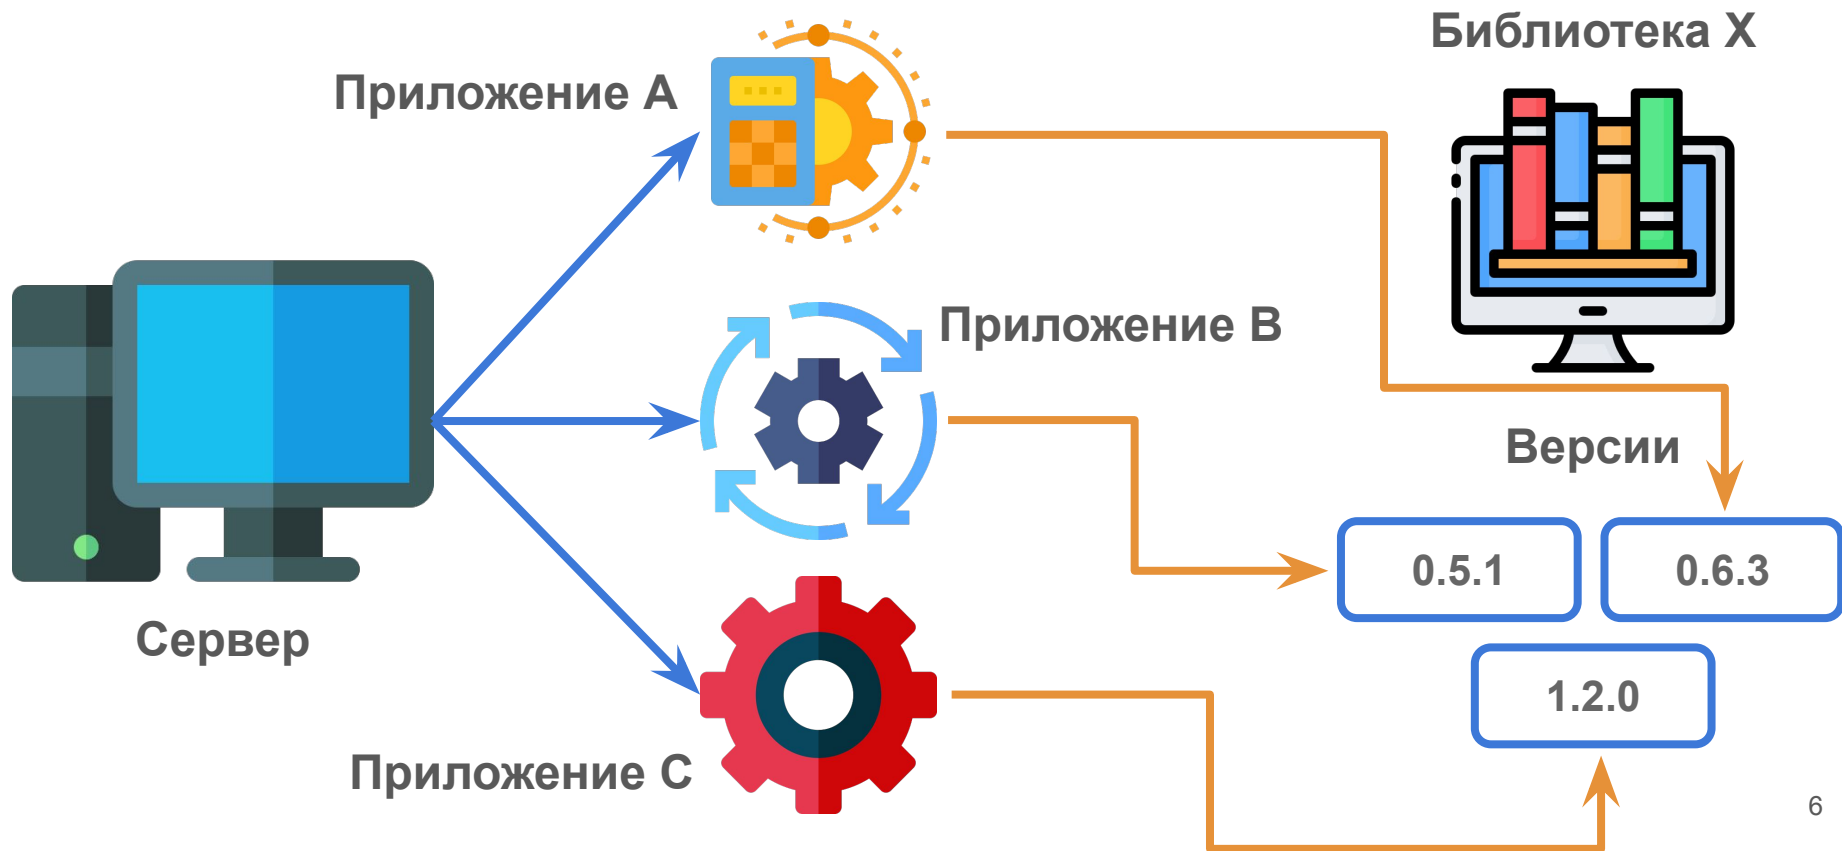 Библиотека X
Приложение A
Приложение B
Версии
0.5.1
0.6.3
Сервер
1.2.0
Приложение C
6